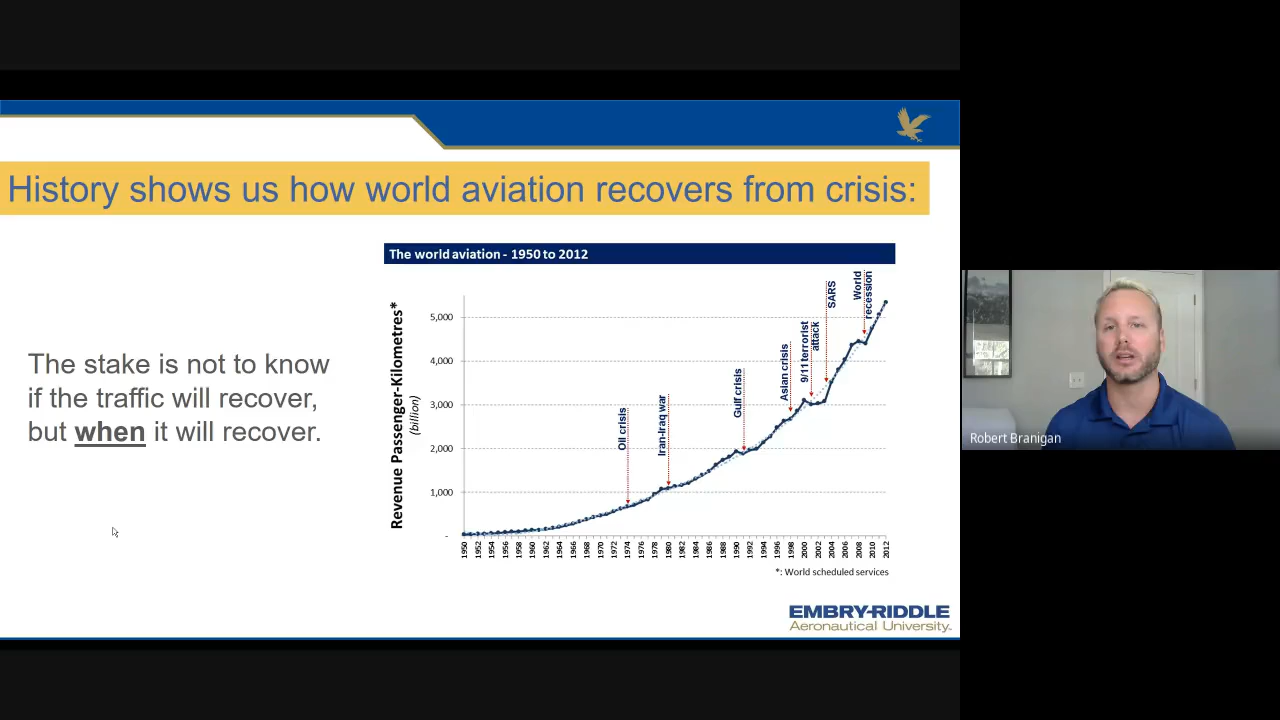 History shows us how world aviation recovers from crisis:
The stake is not to know
if the traffic will recover,
but when it will recover.
The world aviation - 1950 to 2012
Revenue Passenger-Kilometres*
(billion)
5,000
4,000
3,000
2,000
1,000
-
Oil crisis
Iran-Iraq war
Gulf crisis
Asian crisis
9/11 terrorist
attack
SARS
World
recession
1950 1952 1954 1956 1958 1960 1962 1964 1966 1968 1970 1972 1974 1976 1978 1980 1982 1984 1986 1988 1990 1992 1994 1996 1998 2000 2002 2004 2006 2008 2010 2012
*: World scheduled services
EMBRY-RIDDLE
Aeronautical University
Robert Branigan